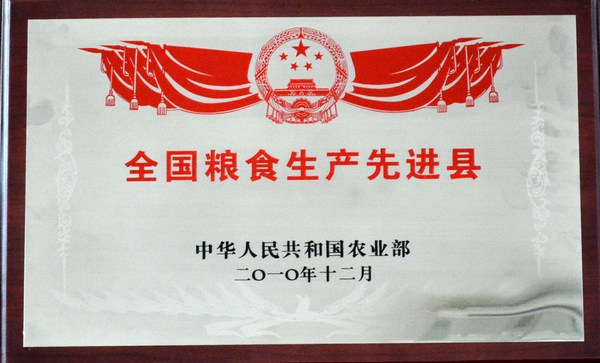 全国粮食生产先进县
中华人民共和国农业部
二〇一〇年十二月